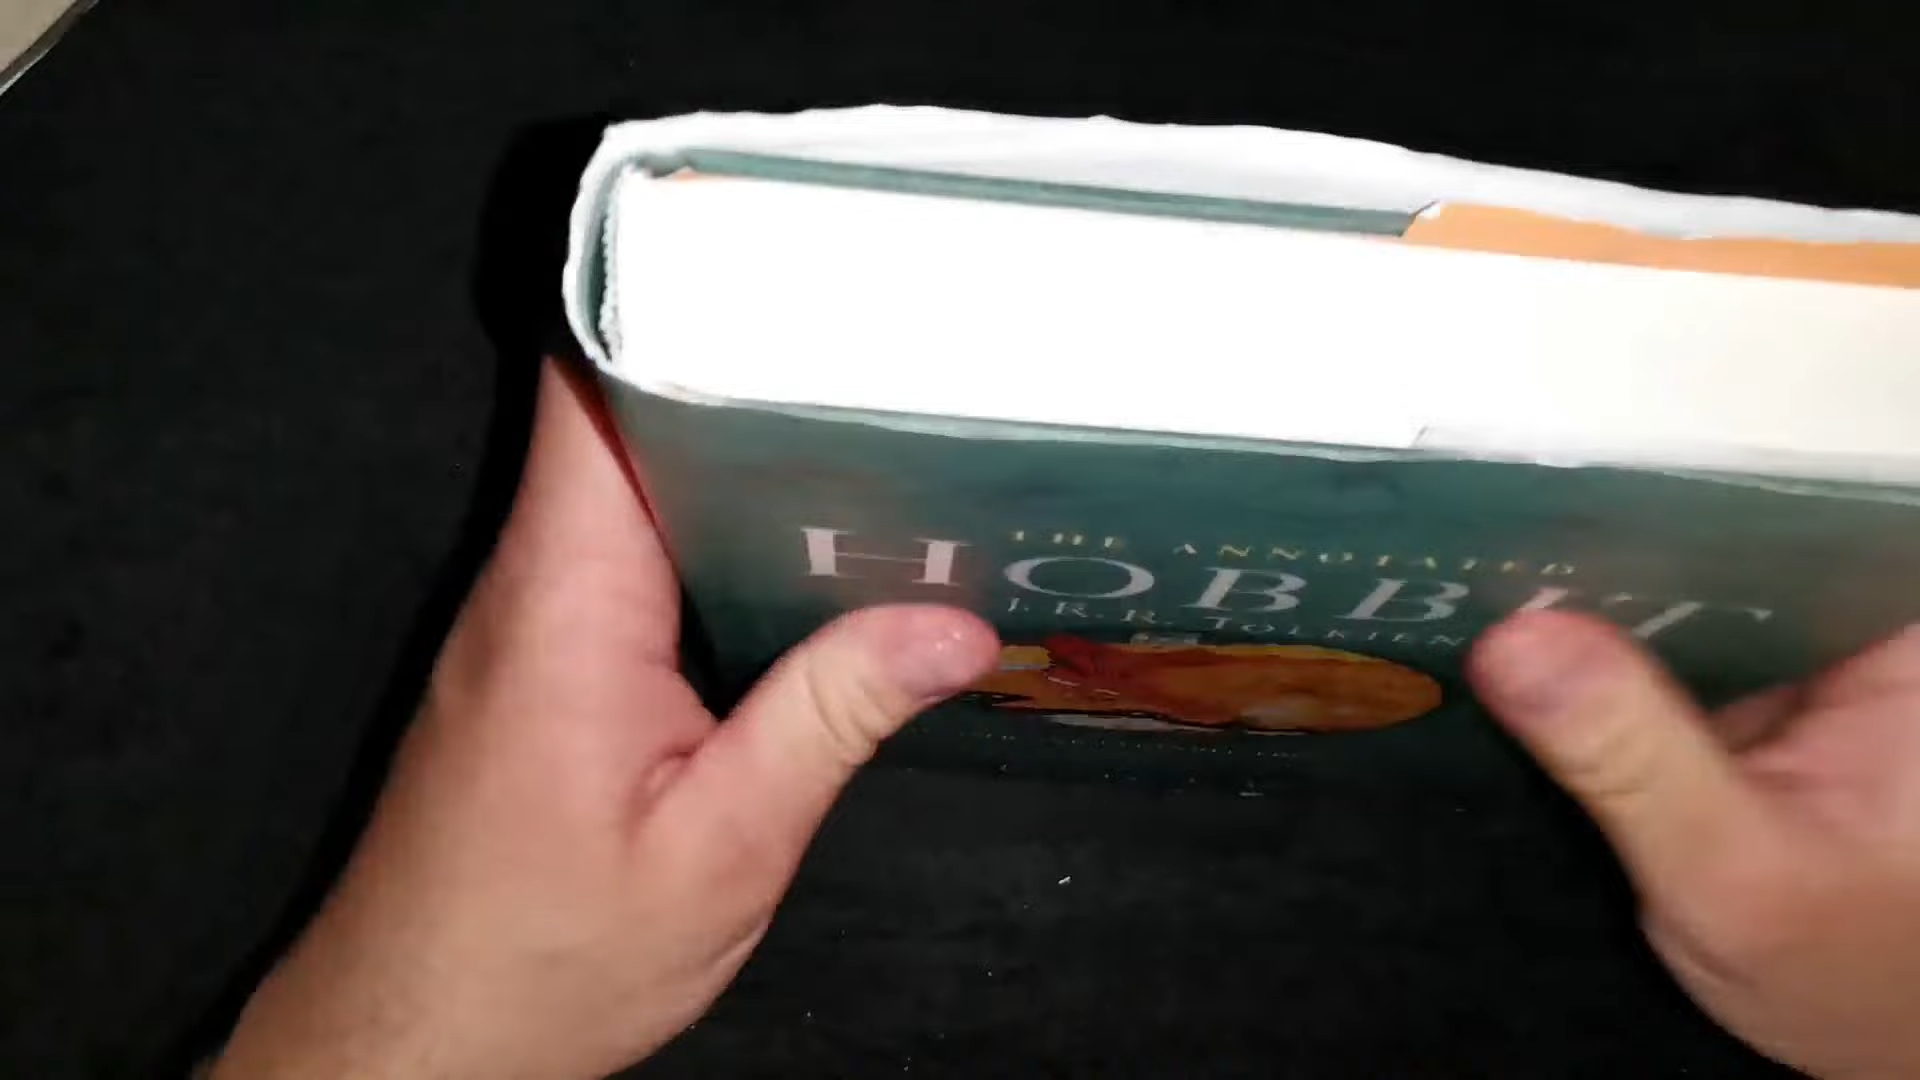 THE ANNOTATED
HOBBIT
J. R. R. TOLKIEN